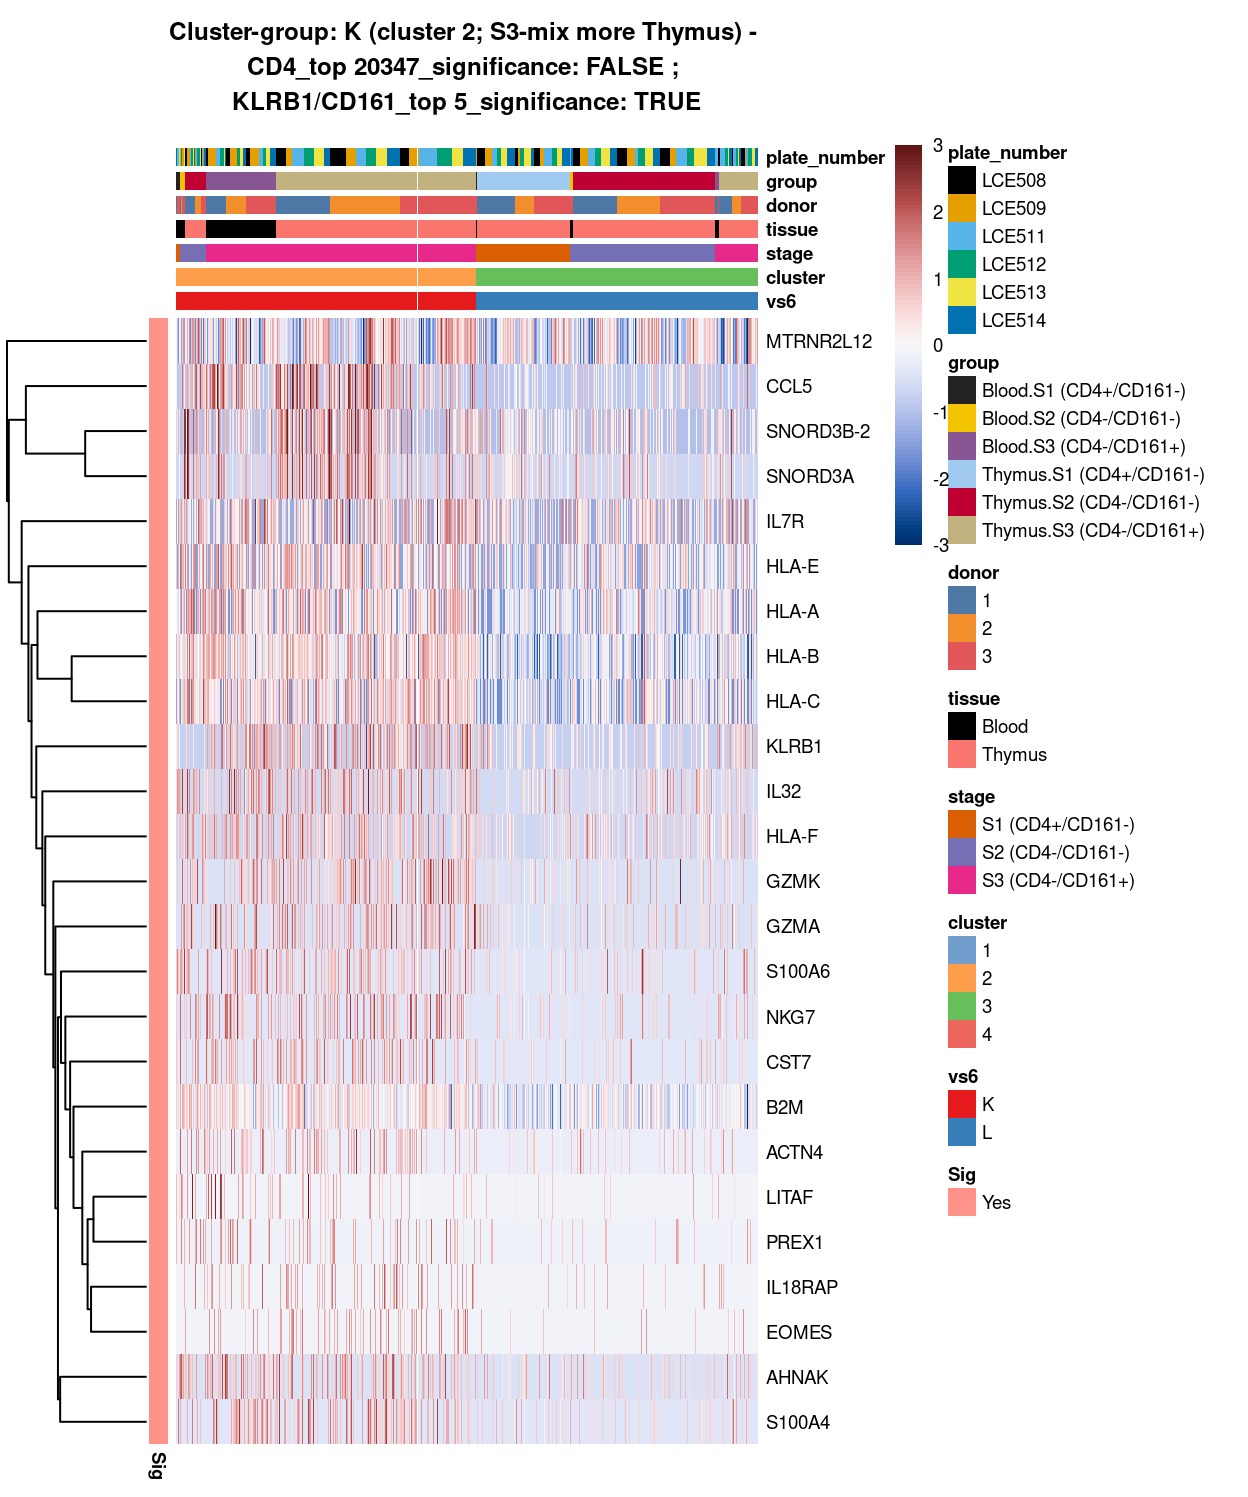 Cluster-group: K (cluster 2; S3-mix more Thymus) -
CD4_top 20347_significance: FALSE ;
KLRB1/CD161_top 5_significance: TRUE
plate_number
group
donor
tissue
stage
cluster
vs6
MTRNR2L12
CCL5
SNORD3B-2
SNORD3A
IL7R
HLA-E
HLA-A
HLA-B
HLA-C
KLRB1
IL32
HLA-F
GZMK
GZMA
S100A6
NKG7
CST7
B2M
ACTN4
LITAF
PREX1
IL18RAP
EOMES
AHNAK
S100A4
Sig
3
2
1
0
-1
-2
-3
plate_number
LCE508
LCE509
LCE511
LCE512
LCE513
LCE514
group
Blood.S1 (CD4+/CD161-)
Blood.S2 (CD4-/CD161-)
Blood.S3 (CD4-/CD161+)
Thymus.S1 (CD4+/CD161-)
Thymus.S2 (CD4-/CD161-)
Thymus.S3 (CD4-/CD161+)
donor
1
2
3
tissue
Blood
Thymus
stage
S1 (CD4+/CD161-)
S2 (CD4-/CD161-)
S3 (CD4-/CD161+)
cluster
1
2
3
4
vs6
K
L
Sig
Yes